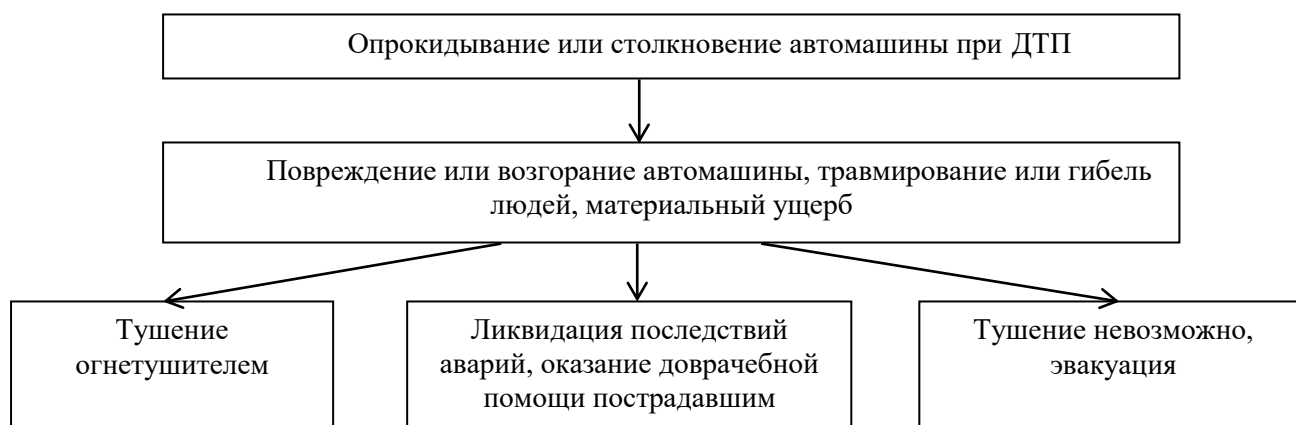 Опрокидывание или столкновение автомашины при ДТП
Повреждение или возгорание автомашины, травмирование или гибель
людей, материальный ущерб
Тушение
огнетушителем
Ликвидация последствий
аварий, оказание доврачебной
помощи пострадавшим
Тушение невозможно,
эвакуация